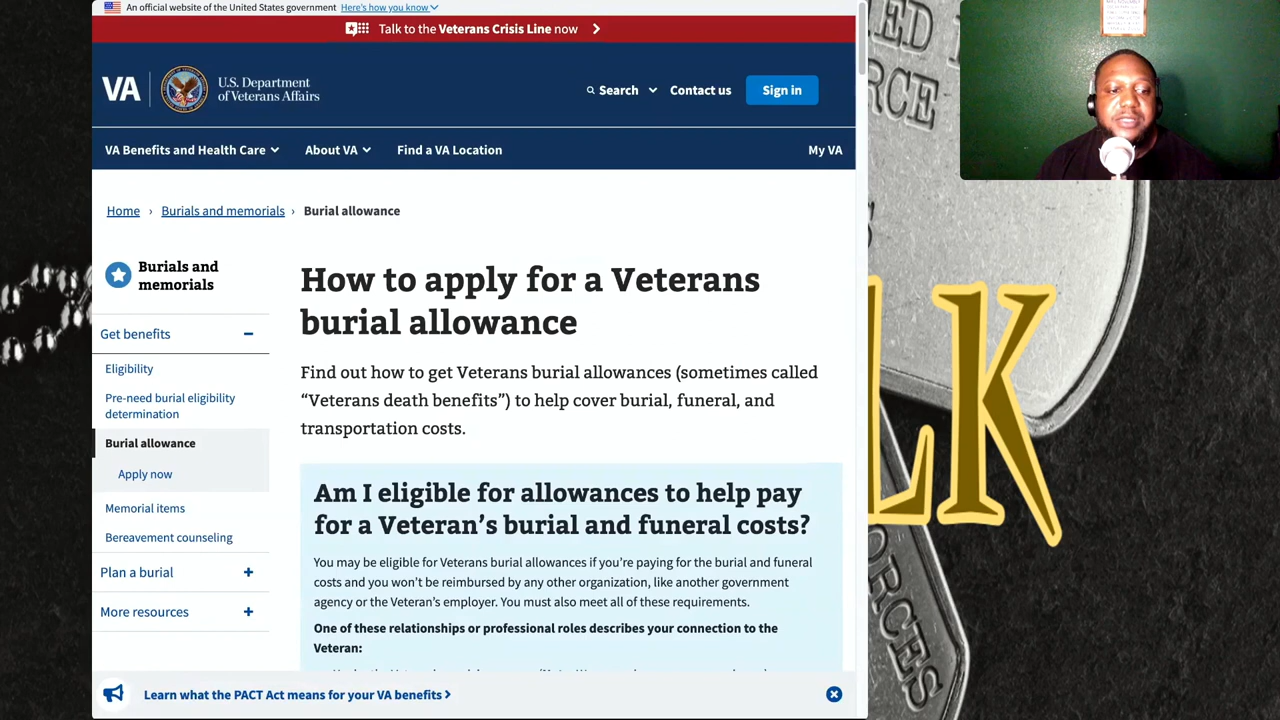 An official website of the United States government Here's how you know
Talk to the Veterans Crisis Line now
VA
U.S. Department
of Veterans Affairs
Search
Contact us
Sign in
VA Benefits and Health Care
About VA
Find a VA Location
My VA
Home › Burials and memorials › Burial allowance
Burials and
memorials
Get benefits
Eligibility
Pre-need burial eligibility
determination
Burial allowance
Apply now
Memorial items
Bereavement counseling
Plan a burial
More resources
How to apply for a Veterans
burial allowance
Find out how to get Veterans burial allowances (sometimes called
“Veterans death benefits”) to help cover burial, funeral, and
transportation costs.
Am I eligible for allowances to help pay
for a Veteran’s burial and funeral costs?
You may be eligible for Veterans burial allowances if you’re paying for the burial and funeral
costs and you won’t be reimbursed by any other organization, like another government
agency or the Veteran’s employer. You must also meet all of these requirements.
One of these relationships or professional roles describes your connection to the
Veteran:
Learn what the PACT Act means for your VA benefits
LK